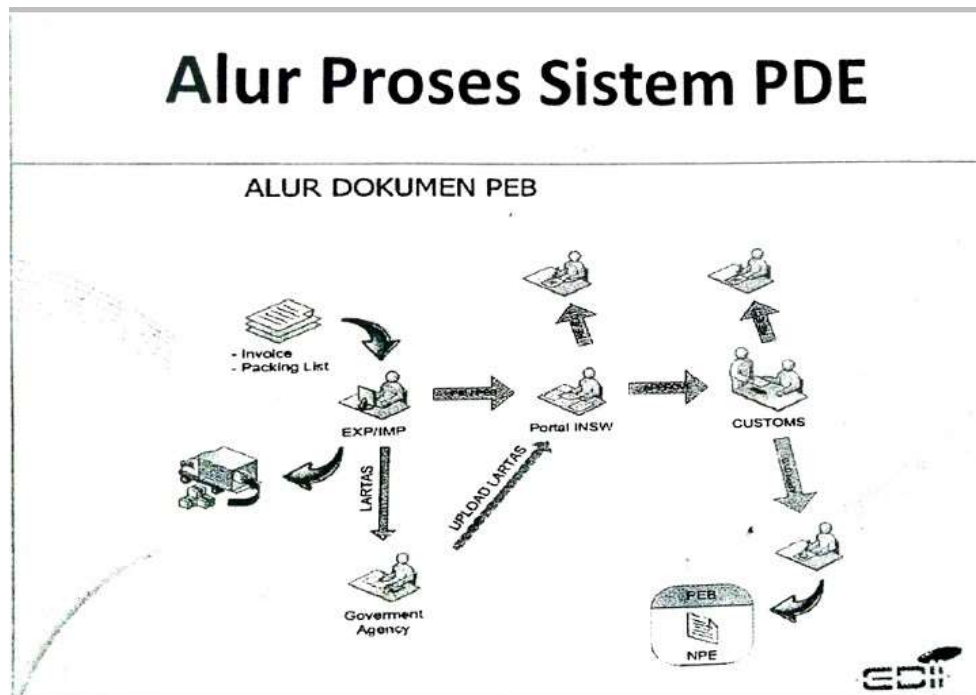 Alur Proses Sistem PDE
ALUR DOKUMEN PEB
- Invoice
- Packing List
EXP/IMP
Portal INSW
CUSTOMS
LARTAS
UPLOAD LARTAS
Goverment
Agency
PEB
NPE
EDii